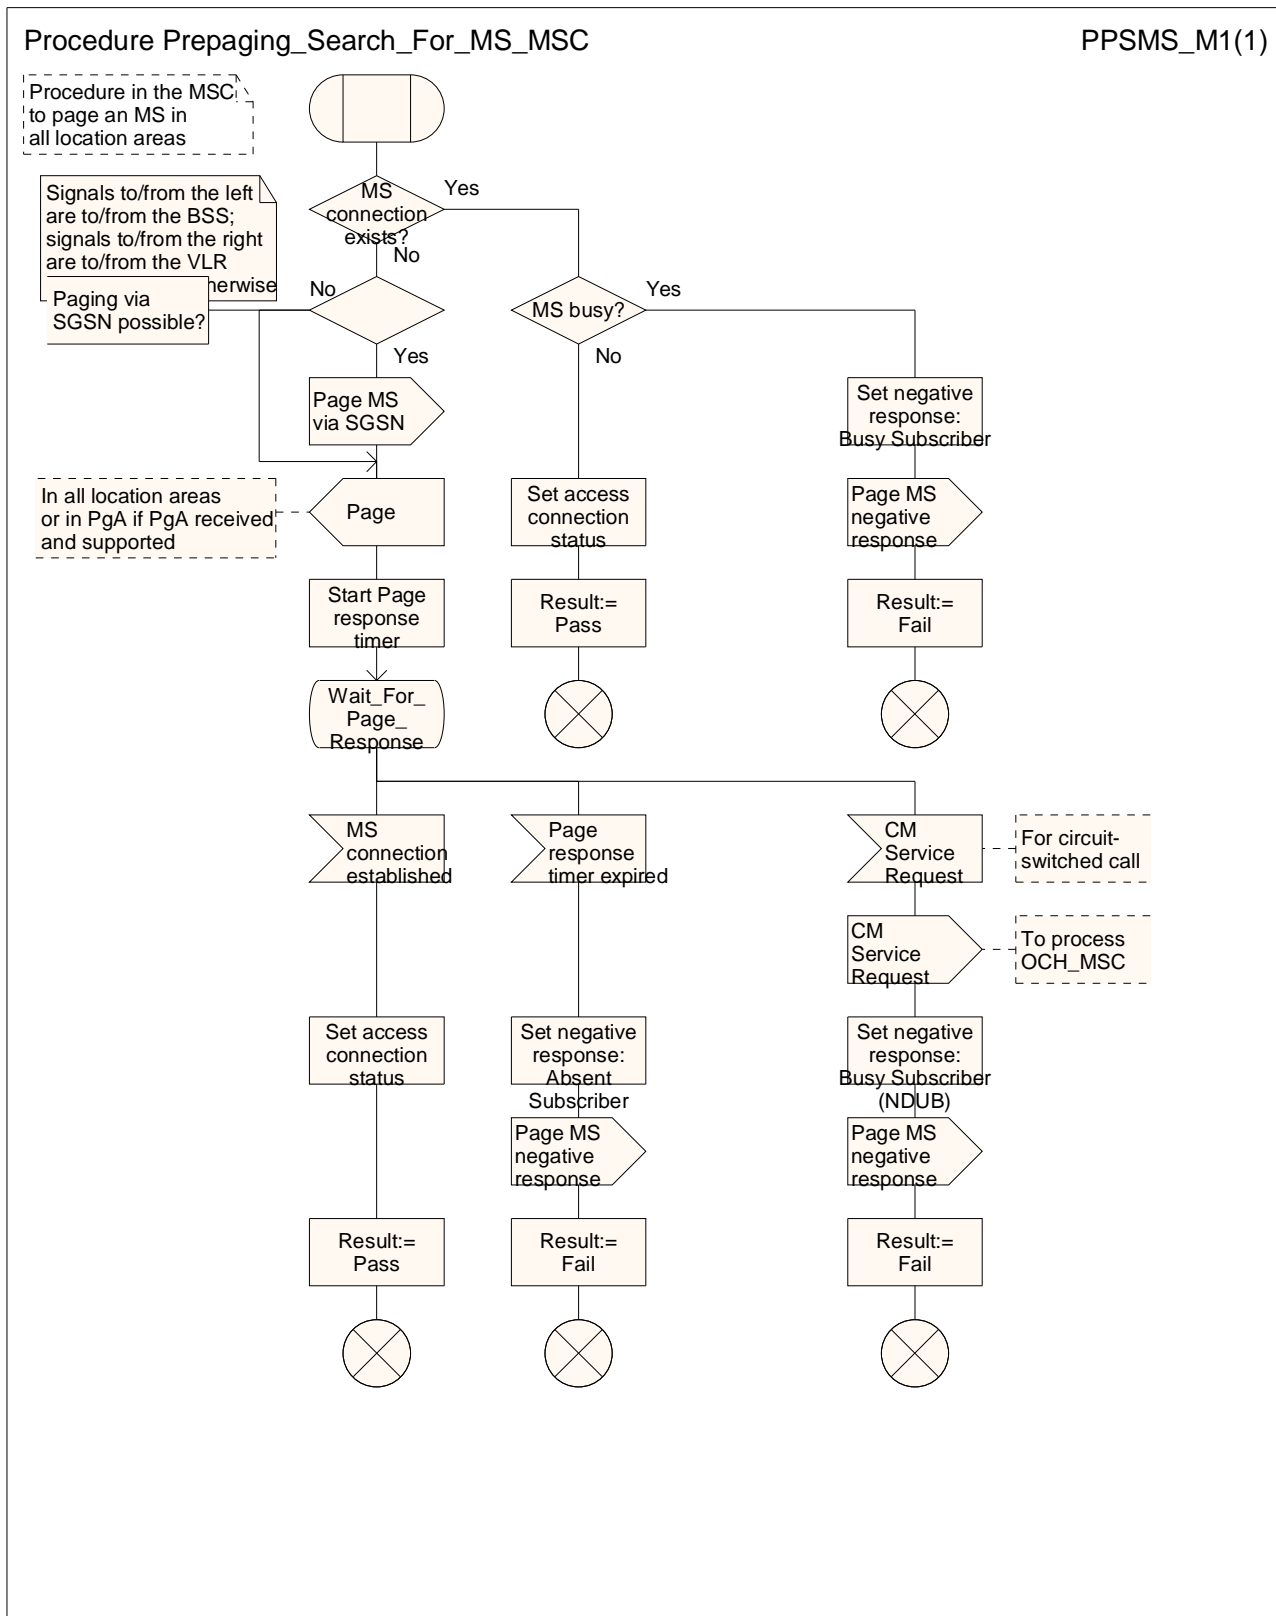 Procedure Prepaging_Search_For_MS_MSC
PPSMS_M1(1)
Procedure in the MSC
to page an MS in
all location areas
Signals to/from the left
are to/from the BSS;
signals to/from the right
are to/from the VLR
herwise
MS
connection
exists?
Yes
No
No
Paging via
SGSN possible?
Yes
MS busy?
Yes
No
Page MS
via SGSN
Set negative
response:
Busy Subscriber
In all location areas
or in PgA if PgA received
and supported
Page
Set access
connection
status
Page MS
negative
response
Start Page
response
timer
Result:=
Pass
Result:=
Fail
Wait_For_
Page_
Response
MS
connection
established
Page
response
timer expired
CM
Service
Request
For circuit-
switched call
CM
Service
Request
To process
OCH_MSC
Set access
connection
status
Set negative
response:
Absent
Subscriber
Set negative
response:
Busy Subscriber
(NDUB)
Page MS
negative
response
Page MS
negative
response
Result:=
Pass
Result:=
Fail
Result:=
Fail